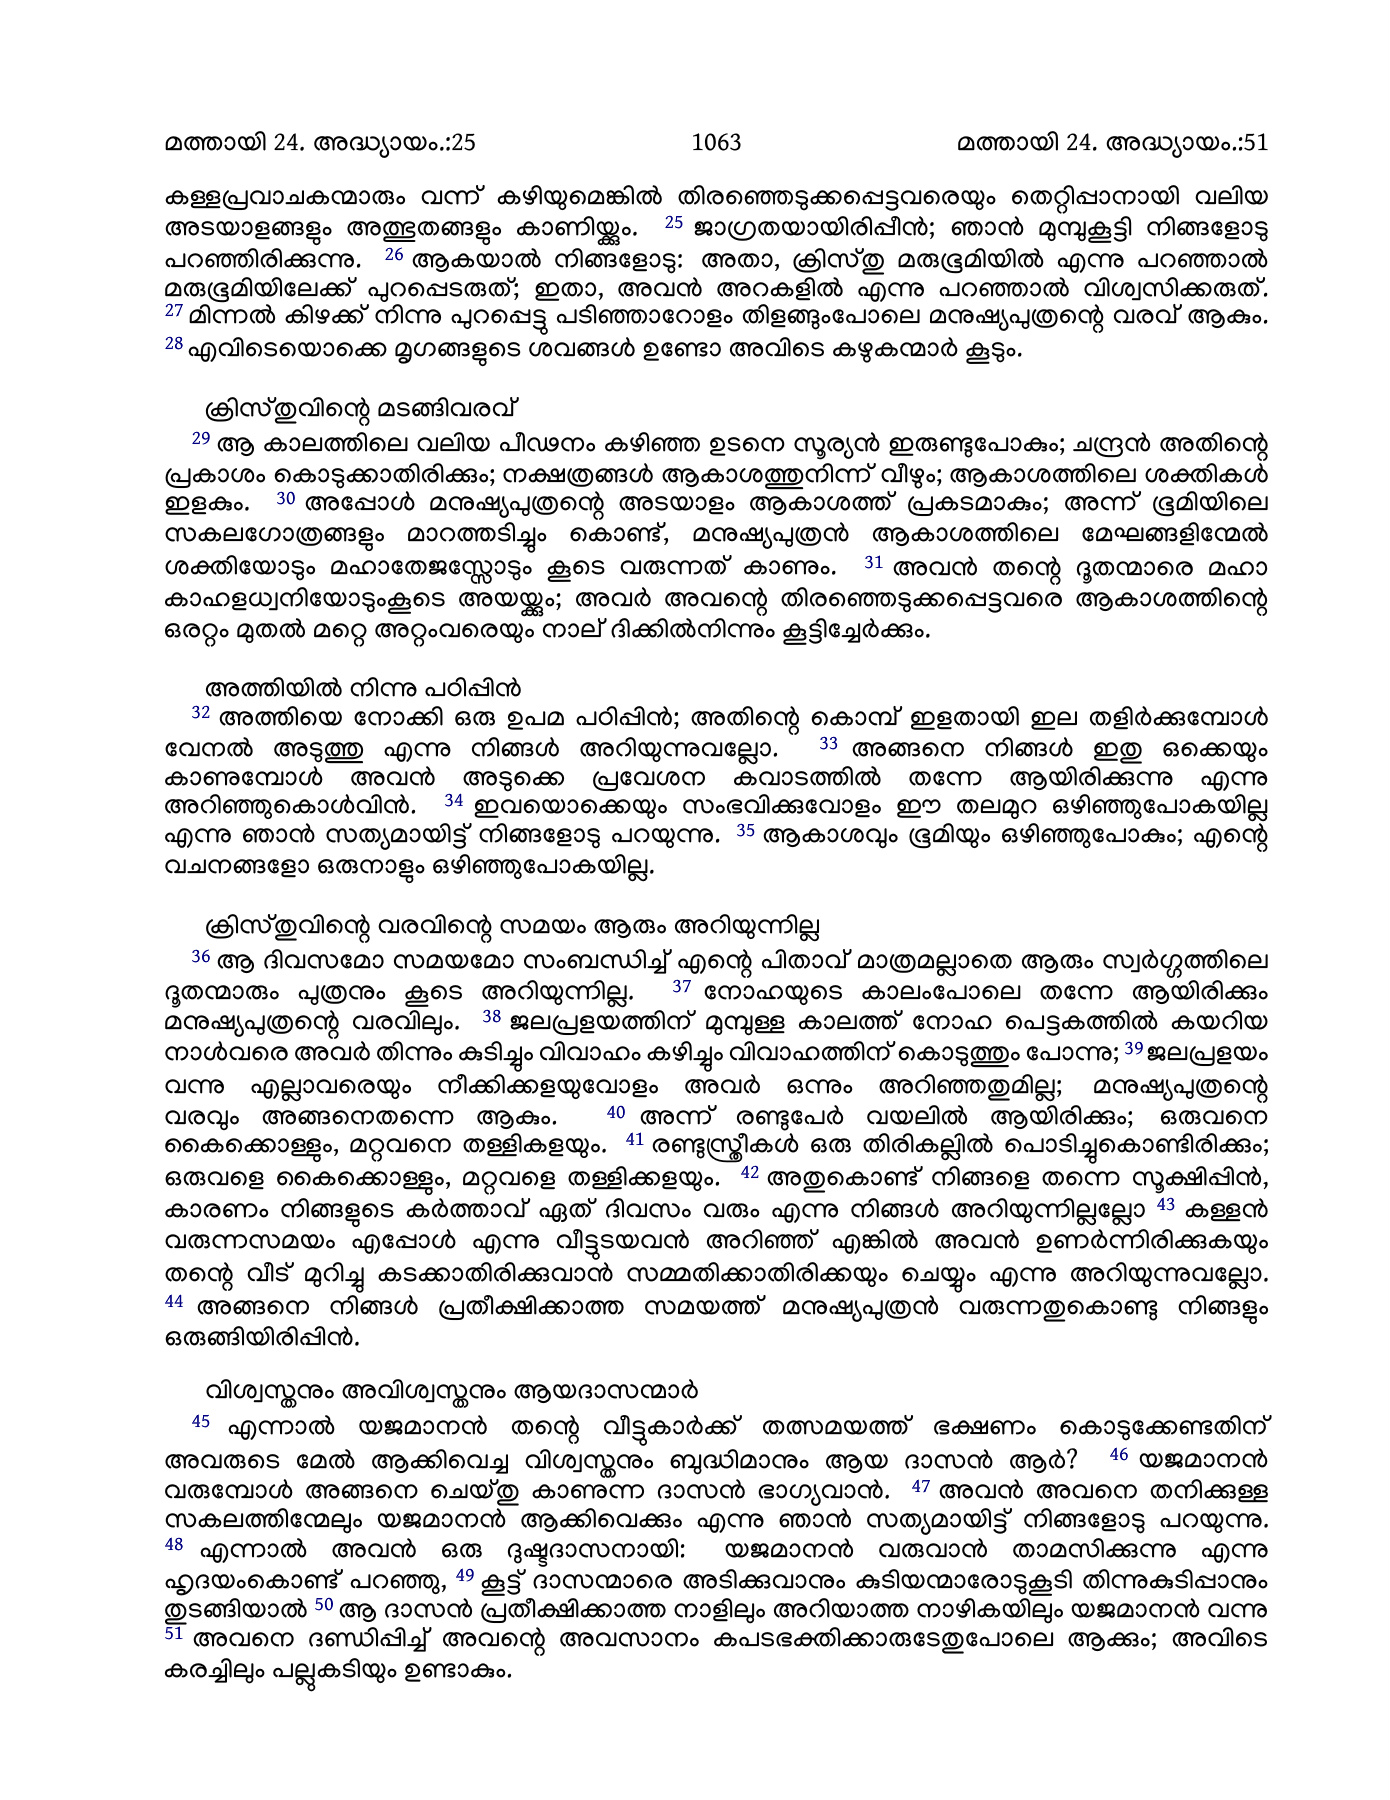 മത്തായി 24. അദ്ധ്യായം.:25 1063 മത്തായി 24. അദ്ധ്യായം.:51
കള്ളപ്രവാചകന്മാരും വന്ന് കഴിയുമെങ്കിൽ തിരഞ്ഞെടുക്കപ്പെട്ടവരെയും തെറ്റിപ്പാനായി വലിയ
അടയാളങ്ങളും അത്ഭുതങ്ങളും കാണിയ്ക്കും. 25 ജാഗ്രതയായിരിപ്പീൻ; ഞാൻ മുമ്പുകൂട്ടി നിങ്ങളോടു
പറഞ്ഞിരിക്കുന്നു. 26 ആകയാൽ നിങ്ങളോടു: അതാ, ക്രിസ്തു മരുഭൂമിയിൽ എന്നു പറഞ്ഞാൽ
മരുഭൂമിയിലേക്ക് പുറപ്പെടരുത്; ഇതാ, അവൻ അറകളിൽ എന്നു പറഞ്ഞാൽ വിശ്വസിക്കരുത്.
27 മിന്നൽ കിഴക്ക് നിന്നു പുറപ്പെട്ടു പടിഞ്ഞാറോളം തിളങ്ങുംപോലെ മനുഷ്യപുത്രന്റെ വരവ് ആകും.
28 എവിടെയൊക്കെ മൃഗങ്ങളുടെ ശവങ്ങൾ ഉണ്ടോ അവിടെ കഴുകന്മാർ കൂടും.
ക്രിസ്തുവിന്റെ മടങ്ങിവരവ്
29 ആ കാലത്തിലെ വലിയ പീഢനം കഴിഞ്ഞ ഉടനെ സൂര്യൻ ഇരുണ്ടുപോകും; ചന്ദ്രൻ അതിന്റെ
പ്രകാശം കൊടുക്കാതിരിക്കും; നക്ഷത്രങ്ങൾ ആകാശത്തുനിന്ന് വീഴും; ആകാശത്തിലെ ശക്തികൾ
ഇളകും. 30 അപ്പോൾ മനുഷ്യപുത്രന്റെ അടയാളം ആകാശത്ത് പ്രകടമാകും; അന്ന് ഭൂമിയിലെ
സകലഗോത്രങ്ങളും മാറത്തടിച്ചും കൊണ്ട്, മനുഷ്യപുത്രൻ ആകാശത്തിലെ മേഘങ്ങളിന്മേൽ
ശക്തിയോടും മഹാതേജസ്സോടും കൂടെ വരുന്നത് കാണും. 31 അവൻ തന്റെ ദൂതന്മാരെ മഹാ
കാഹളധ്വനിയോടുംകൂടെ അയയ്ക്കും; അവർ അവന്റെ തിരഞ്ഞെടുക്കപ്പെട്ടവരെ ആകാശത്തിന്റെ
ഒരറ്റം മുതൽ മറ്റെ അറ്റംവരെയും നാല് ദിക്കിൽനിന്നും കൂട്ടിച്ചേർക്കും.
അത്തിയിൽ നിന്നു പഠിപ്പിൻ
32 അത്തിയെ നോക്കി ഒരു ഉപമ പഠിപ്പിൻ; അതിന്റെ കൊമ്പ് ഇളതായി ഇല തളിർക്കുമ്പോൾ
വേനൽ അടുത്തു എന്നു നിങ്ങൾ അറിയുന്നുവല്ലോ. 33 അങ്ങനെ നിങ്ങൾ ഇതു ഒക്കെയും
കാണുമ്പോൾ അവൻ അടുക്കെ പ്രവേശന കവാടത്തിൽ തന്നേ ആയിരിക്കുന്നു എന്നു
അറിഞ്ഞുകൊൾവിൻ. 34 ഇവയൊക്കെയും സംഭവിക്കുവോളം ഈ തലമുറ ഒഴിഞ്ഞുപോകയില്ല
എന്നു ഞാൻ സത്യമായിട്ട് നിങ്ങളോടു പറയുന്നു. 35 ആകാശവും ഭൂമിയും ഒഴിഞ്ഞുപോകും; എന്റെ
വചനങ്ങളോ ഒരുനാളും ഒഴിഞ്ഞുപോകയില്ല.
ക്രിസ്തുവിന്റെ വരവിന്റെ സമയം ആരും അറിയുന്നില്ല
36 ആ ദിവസമോ സമയമോ സംബന്ധിച്ച് എന്റെ പിതാവ് മാത്രമല്ലാതെ ആരും സ്വർഗ്ഗത്തിലെ
ദൂതന്മാരും പുത്രനും കൂടെ അറിയുന്നില്ല. 37 നോഹയുടെ കാലംപോലെ തന്നേ ആയിരിക്കും
മനുഷ്യപുത്രന്റെ വരവിലും. 38 ജലപ്രളയത്തിന് മുമ്പുള്ള കാലത്ത് നോഹ പെട്ടകത്തിൽ കയറിയ
നാൾവരെ അവർ തിന്നും കുടിച്ചും വിവാഹം കഴിച്ചും വിവാഹത്തിന് കൊടുത്തും പോന്നു; 39 ജലപ്രളയം
വന്നു എല്ലാവരെയും നീക്കിക്കളയുവോളം അവർ ഒന്നും അറിഞ്ഞതുമില്ല; മനുഷ്യപുത്രന്റെ
വരവും അങ്ങനെതന്നെ ആകും. 40 അന്ന് രണ്ടുപേർ വയലിൽ ആയിരിക്കും; ഒരുവനെ
കൈക്കൊള്ളും, മറ്റവനെ തള്ളികളയും. 41 രണ്ടുസ്ത്രീകൾ ഒരു തിരികല്ലിൽ പൊടിച്ചുകൊണ്ടിരിക്കും;
ഒരുവളെ കൈക്കൊള്ളും, മറ്റവളെ തള്ളിക്കളയും. 42 അതുകൊണ്ട് നിങ്ങളെ തന്നെ സൂക്ഷിപ്പിൻ,
കാരണം നിങ്ങളുടെ കർത്താവ് ഏത് ദിവസം വരും എന്നു നിങ്ങൾ അറിയുന്നില്ലല്ലോ 43 കള്ളൻ
വരുന്നസമയം എപ്പോൾ എന്നു വീട്ടുടയവൻ അറിഞ്ഞ് എങ്കിൽ അവൻ ഉണർന്നിരിക്കുകയും
തന്റെ വീട് മുറിച്ചു കടക്കാതിരിക്കുവാൻ സമ്മതിക്കാതിരിക്കയും ചെയ്യും എന്നു അറിയുന്നുവല്ലോ.
44 അങ്ങനെ നിങ്ങൾ പ്രതീക്ഷിക്കാത്ത സമയത്ത് മനുഷ്യപുത്രൻ വരുന്നതുകൊണ്ടു നിങ്ങളും
ഒരുങ്ങിയിരിപ്പിൻ.
വിശ്വസ്തനും അവിശ്വസ്തനും ആയദാസന്മാർ
45 എന്നാൽ യജമാനൻ തന്റെ വീട്ടുകാർക്ക് തത്സമയത്ത് ഭക്ഷണം കൊടുക്കേണ്ടതിന്
അവരുടെ മേൽ ആക്കിവെച്ച വിശ്വസ്തനും ബുദ്ധിമാനും ആയ ദാസൻ ആർ? 46 യജമാനൻ
വരുമ്പോൾ അങ്ങനെ ചെയ്തു കാണുന്ന ദാസൻ ഭാഗ്യവാൻ. 47 അവൻ അവനെ തനിക്കുള്ള
സകലത്തിന്മേലും യജമാനൻ ആക്കിവെക്കും എന്നു ഞാൻ സത്യമായിട്ട് നിങ്ങളോടു പറയുന്നു.
48 എന്നാൽ അവൻ ഒരു ദുഷ്ടദാസനായി: യജമാനൻ വരുവാൻ താമസിക്കുന്നു എന്നു
ഹൃദയംകൊണ്ട് പറഞ്ഞു, 49 കൂട്ട് ദാസന്മാരെ അടിക്കുവാനും കുടിയന്മാരോടുകൂടി തിന്നുകുടിപ്പാനും
തുടങ്ങിയാൽ 50 ആ ദാസൻ പ്രതീക്ഷിക്കാത്ത നാളിലും അറിയാത്ത നാഴികയിലും യജമാനൻ വന്നു
51 അവനെ ദണ്ഡിപ്പിച്ച് അവന്റെ അവസാനം കപടഭക്തിക്കാരുടേതുപോലെ ആക്കും; അവിടെ
കരച്ചിലും പല്ലുകടിയും ഉണ്ടാകും.